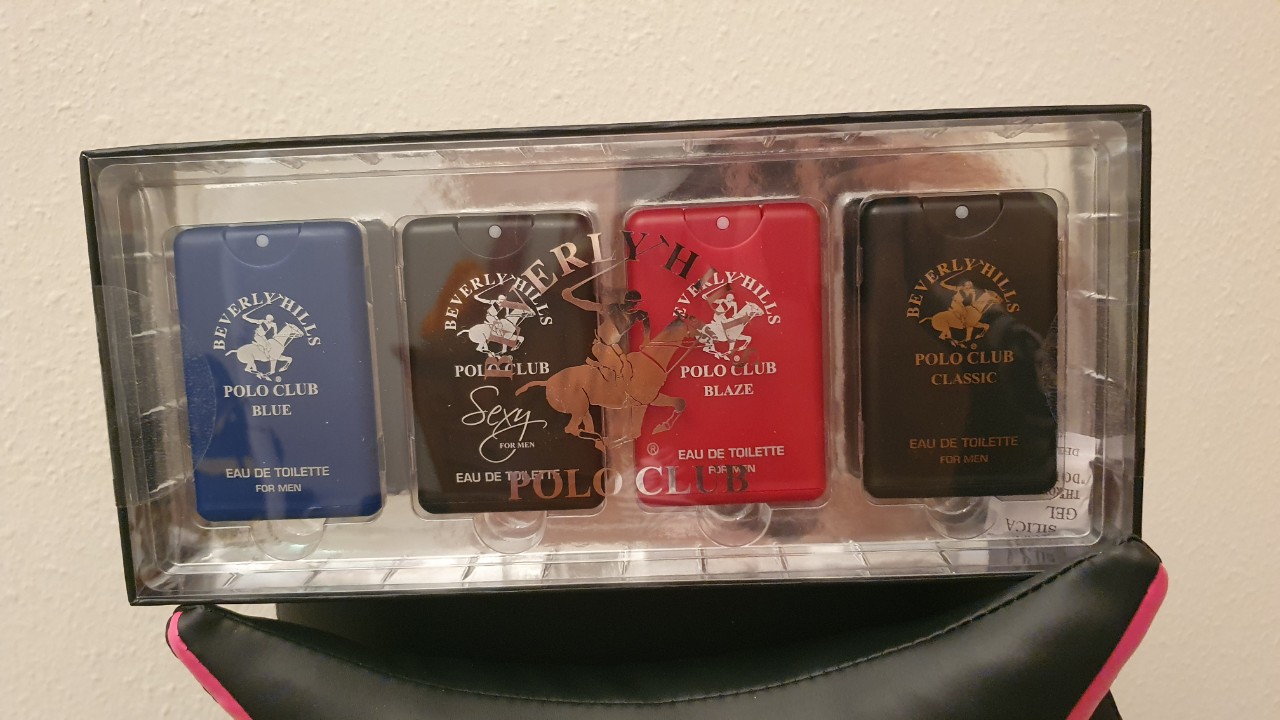 BEVERLY HILLS
POLO CLUB
BLUE
EAU DE TOILETTE
FOR MEN
BEVERLY HILLS
POLO CLUB
Sexy
FOR MEN
EAU DE TOILETTE
BEVERLY HILLS
POLO CLUB
BLAZE
EAU DE TOILETTE
FOR MEN
BEVERLY HILLS
POLO CLUB
CLASSIC
EAU DE TOILETTE
FOR MEN
BEVERLY HILLS
®
POLO CLUB
SILICA
GEL